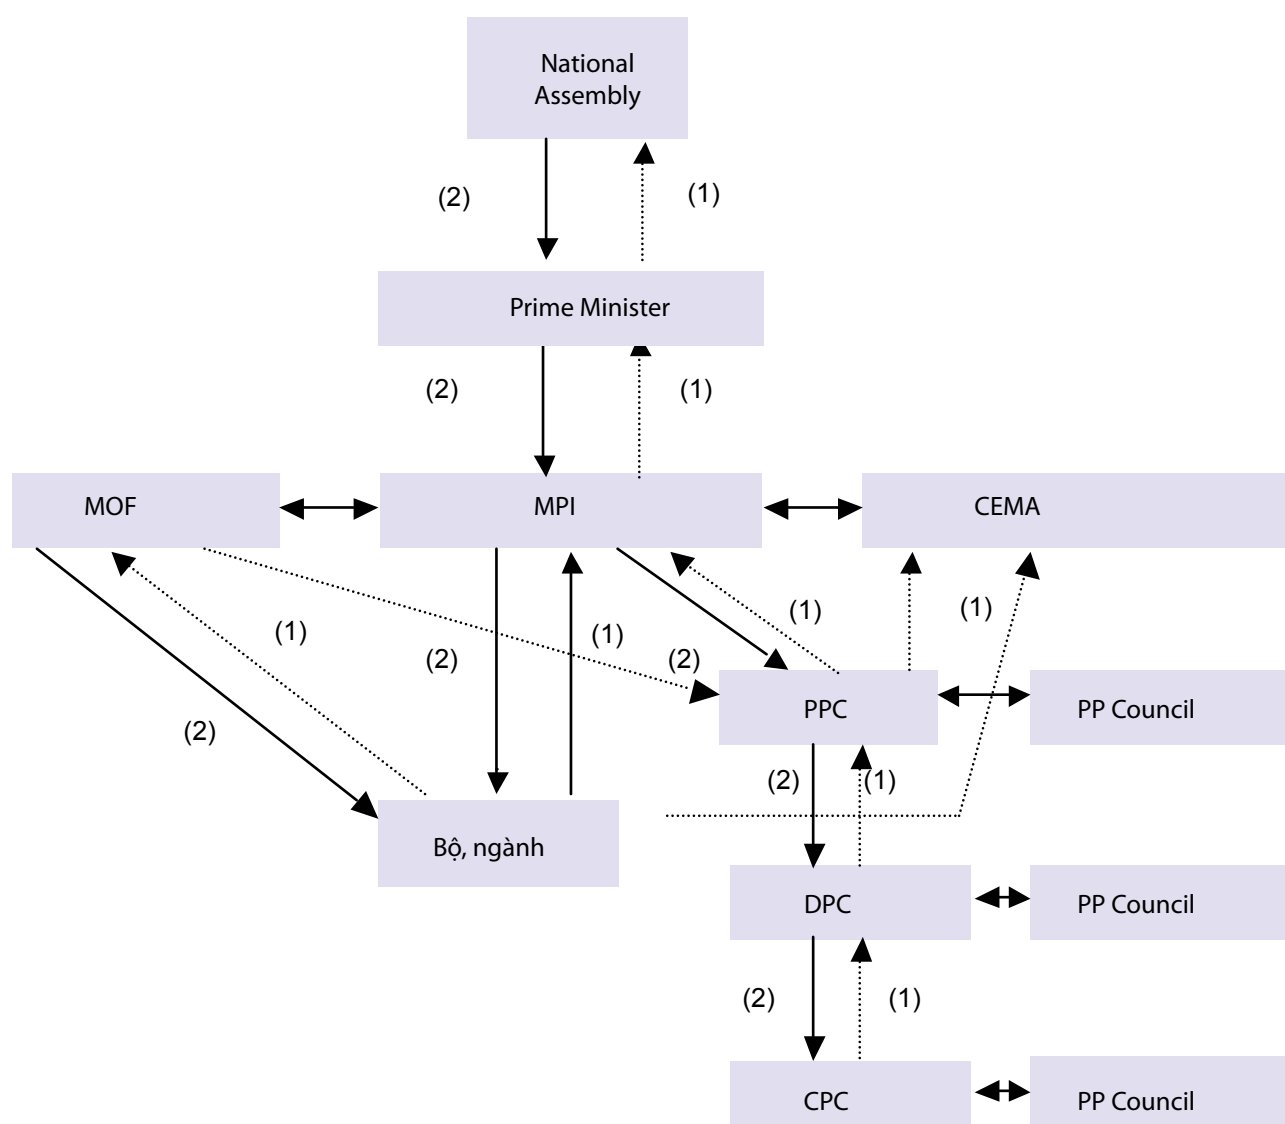 National
Assembly
(2)
(1)
Prime Minister
(2)
(1)
MOF
MPI
CEMA
(1)
(2)
(1)
(2)
(1)
(1)
(2)
PPC
PP Council
(2)
(1)
Bộ, ngành
DPC
PP Council
(2)
(1)
CPC
PP Council